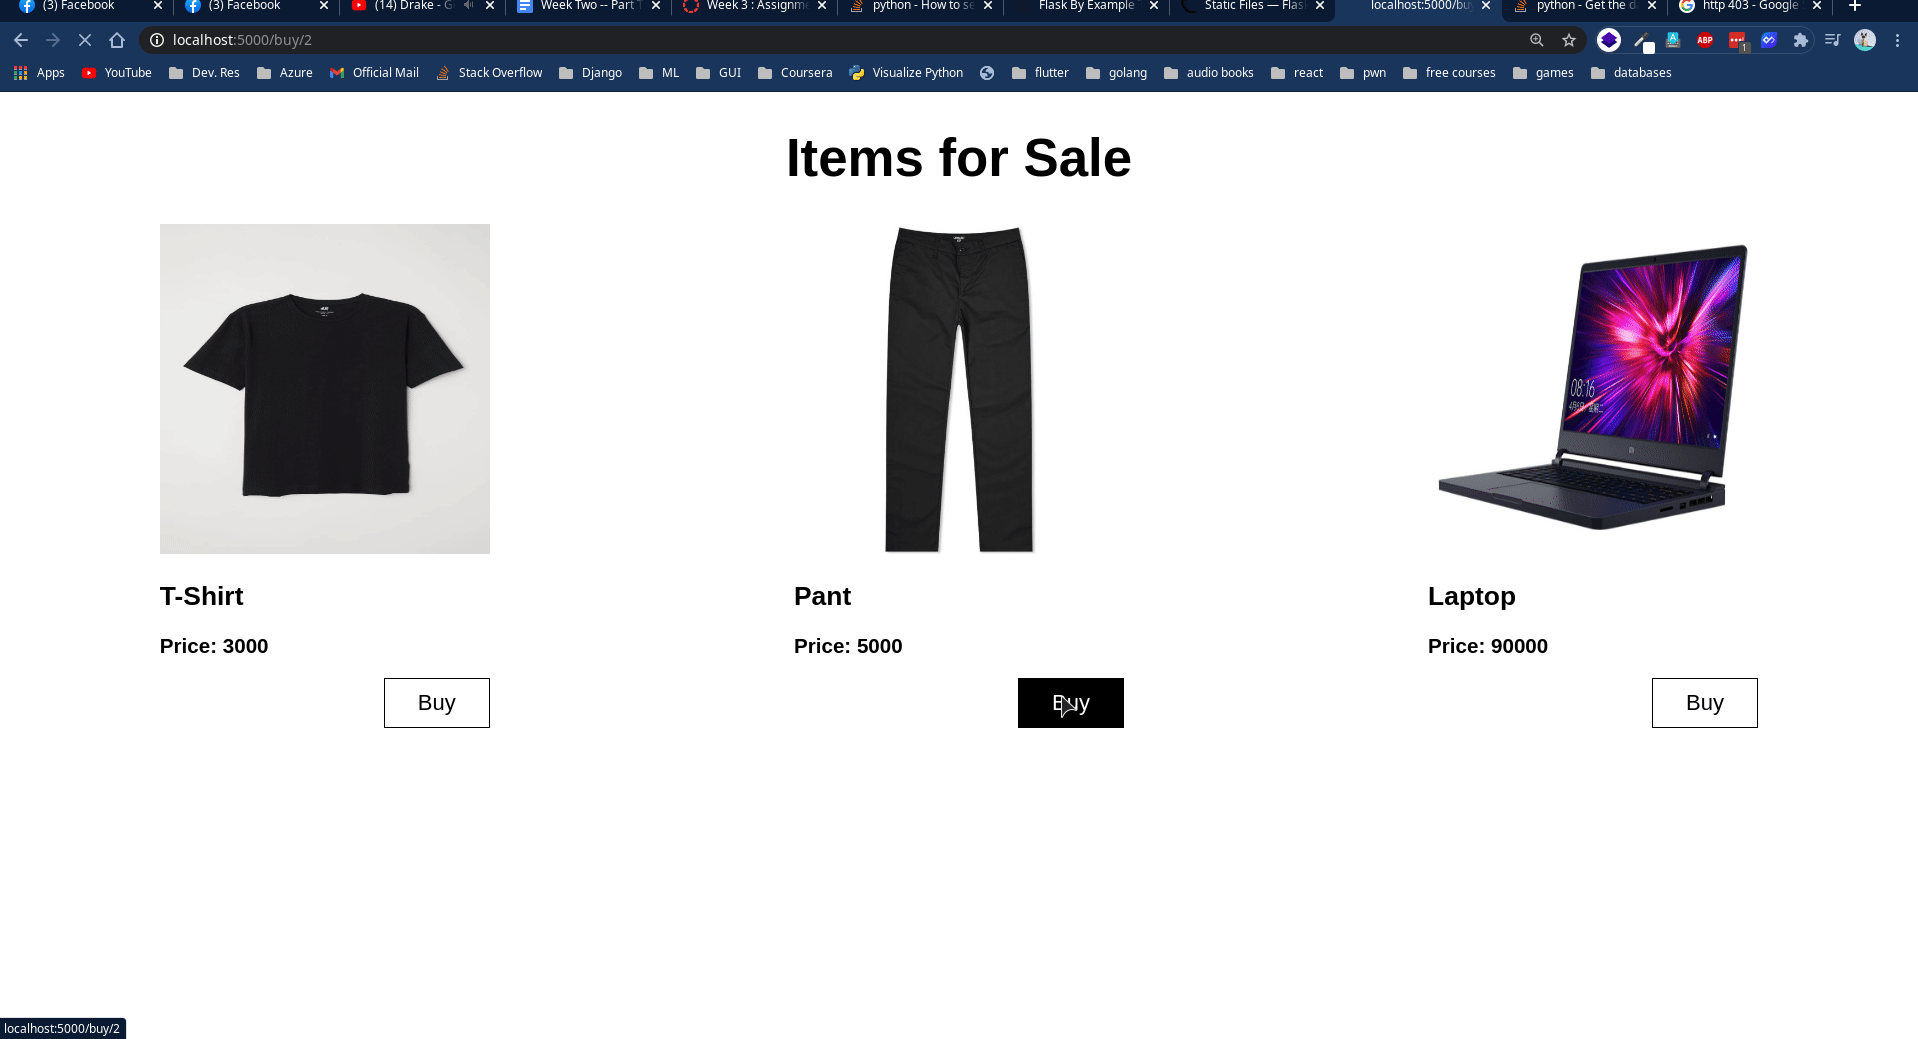 (3) Facebook
(3) Facebook
(14) Drake - G
Week Two -- Part T
Week 3 : Assignm
python - How to se
Flask By Example
Static Files — Flas
localhost:5000/bu
python - Get the d
http 403 - Google
localhost:5000/buy/2
ABP
1
Apps
YouTube
Dev. Res
Azure
Official Mail
Stack Overflow
Django
ML
GUI
Coursera
Visualize Python
flutter
golang
audio books
react
pwn
free courses
games
databases
Items for Sale
08:16
T-Shirt
Pant
Laptop
Price: 3000
Price: 5000
Price: 90000
Buy
Buy
Buy
localhost:5000/buy/2